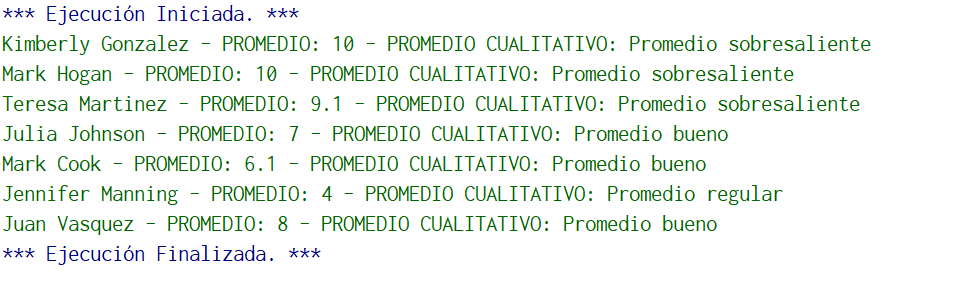 *** Ejecución Iniciada. ***
Kimberly Gonzalez - PROMEDIO: 10 - PROMEDIO CUALITATIVO: Promedio sobresaliente
Mark Hogan - PROMEDIO: 10 - PROMEDIO CUALITATIVO: Promedio sobresaliente
Teresa Martinez - PROMEDIO: 9.1 - PROMEDIO CUALITATIVO: Promedio sobresaliente
Julia Johnson - PROMEDIO: 7 - PROMEDIO CUALITATIVO: Promedio bueno
Mark Cook - PROMEDIO: 6.1 - PROMEDIO CUALITATIVO: Promedio bueno
Jennifer Manning - PROMEDIO: 4 - PROMEDIO CUALITATIVO: Promedio regular
Juan Vasquez - PROMEDIO: 8 - PROMEDIO CUALITATIVO: Promedio bueno
*** Ejecución Finalizada. ***